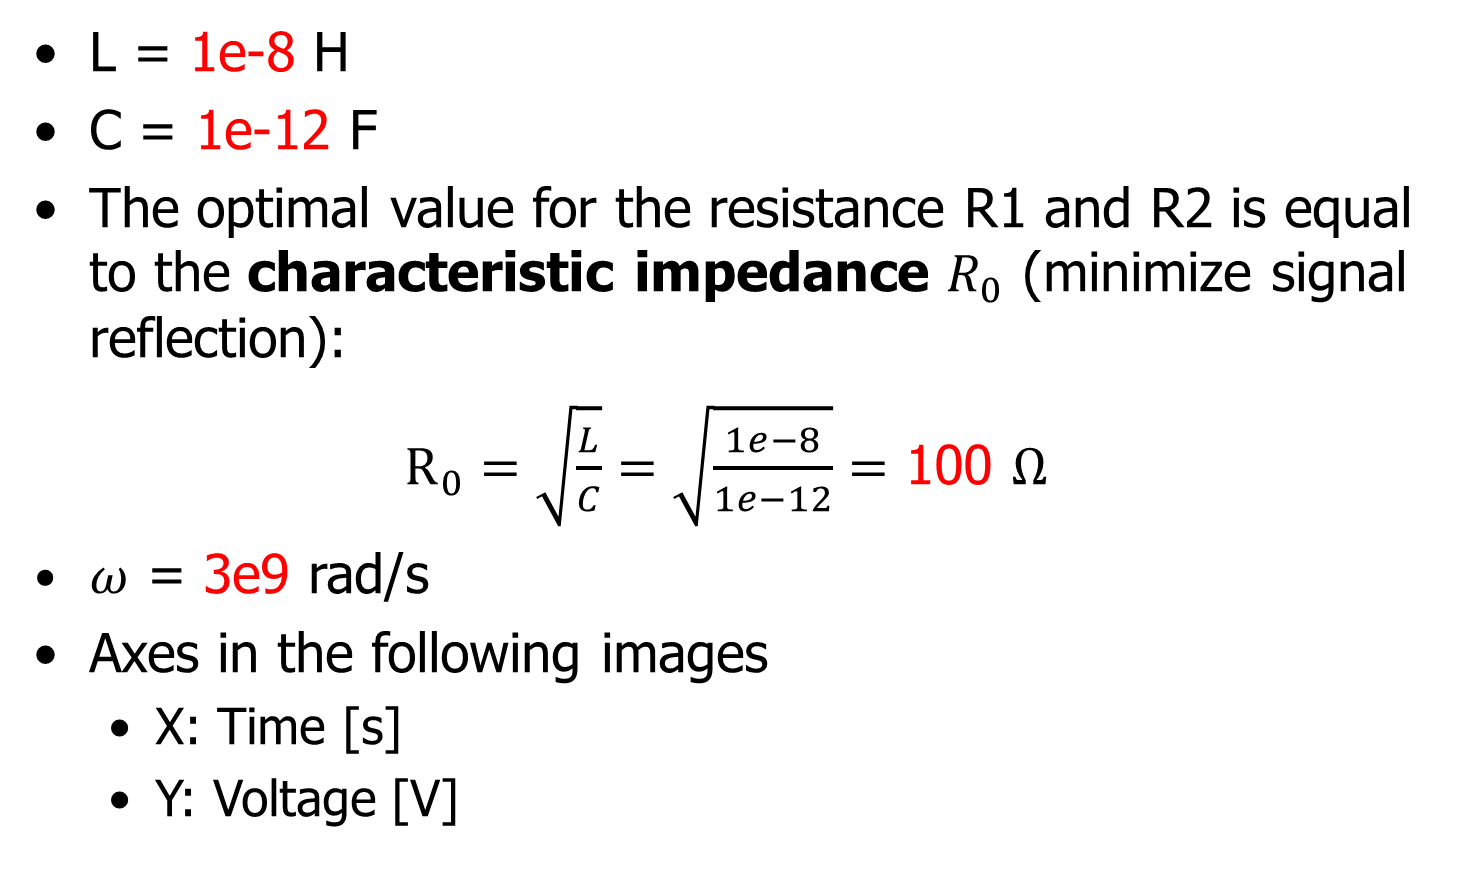 • L = 1e-8 H
• C = 1e-12 F
• The optimal value for the resistance R1 and R2 is equal
to the characteristic impedance R₀ (minimize signal
reflection):
R₀ = √(L/C) = √(1e−8/1e−12) = 100 Ω
• ω = 3e9 rad/s
• Axes in the following images
• X: Time [s]
• Y: Voltage [V]